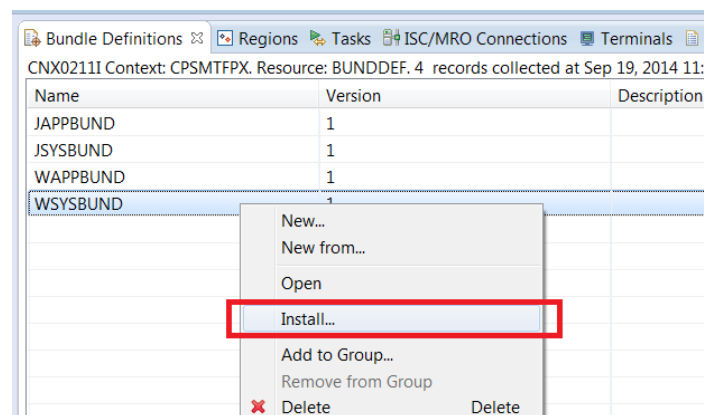 Bundle Definitions Regions Tasks ISC/MRO Connections Terminals
CNX0211I Context: CPSMTFPX. Resource: BUNDDEF. 4 records collected at Sep 19, 2014 11:
Name Version Description
JAPPBUND 1
JSYSBUND 1
WAPPBUND 1
WSYSBUND 1
New...
New from...
Open
Install...
Add to Group...
Remove from Group
Delete Delete